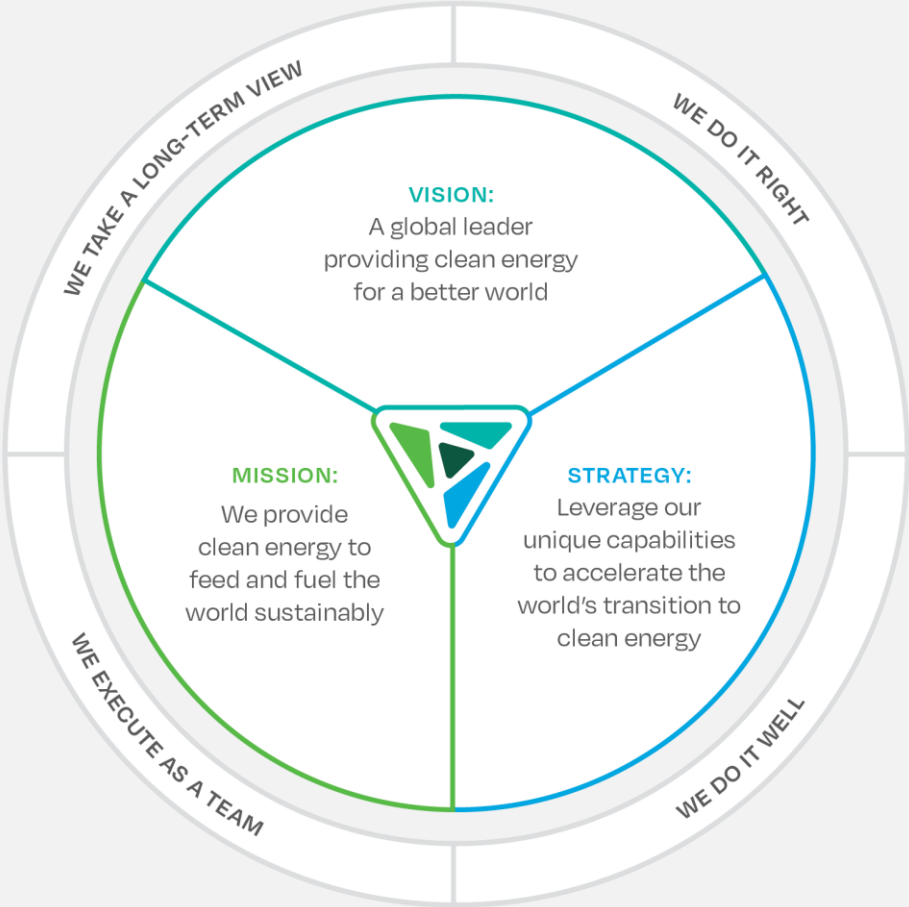 WE TAKE A LONG-TERM VIEW
WE DO IT RIGHT
VISION:
A global leader
providing clean energy
for a better world
MISSION:
We provide
clean energy to
feed and fuel the
world sustainably
STRATEGY:
Leverage our
unique capabilities
to accelerate the
world's transition to
clean energy
WE EXECUTE AS A TEAM
WE DO IT WELL